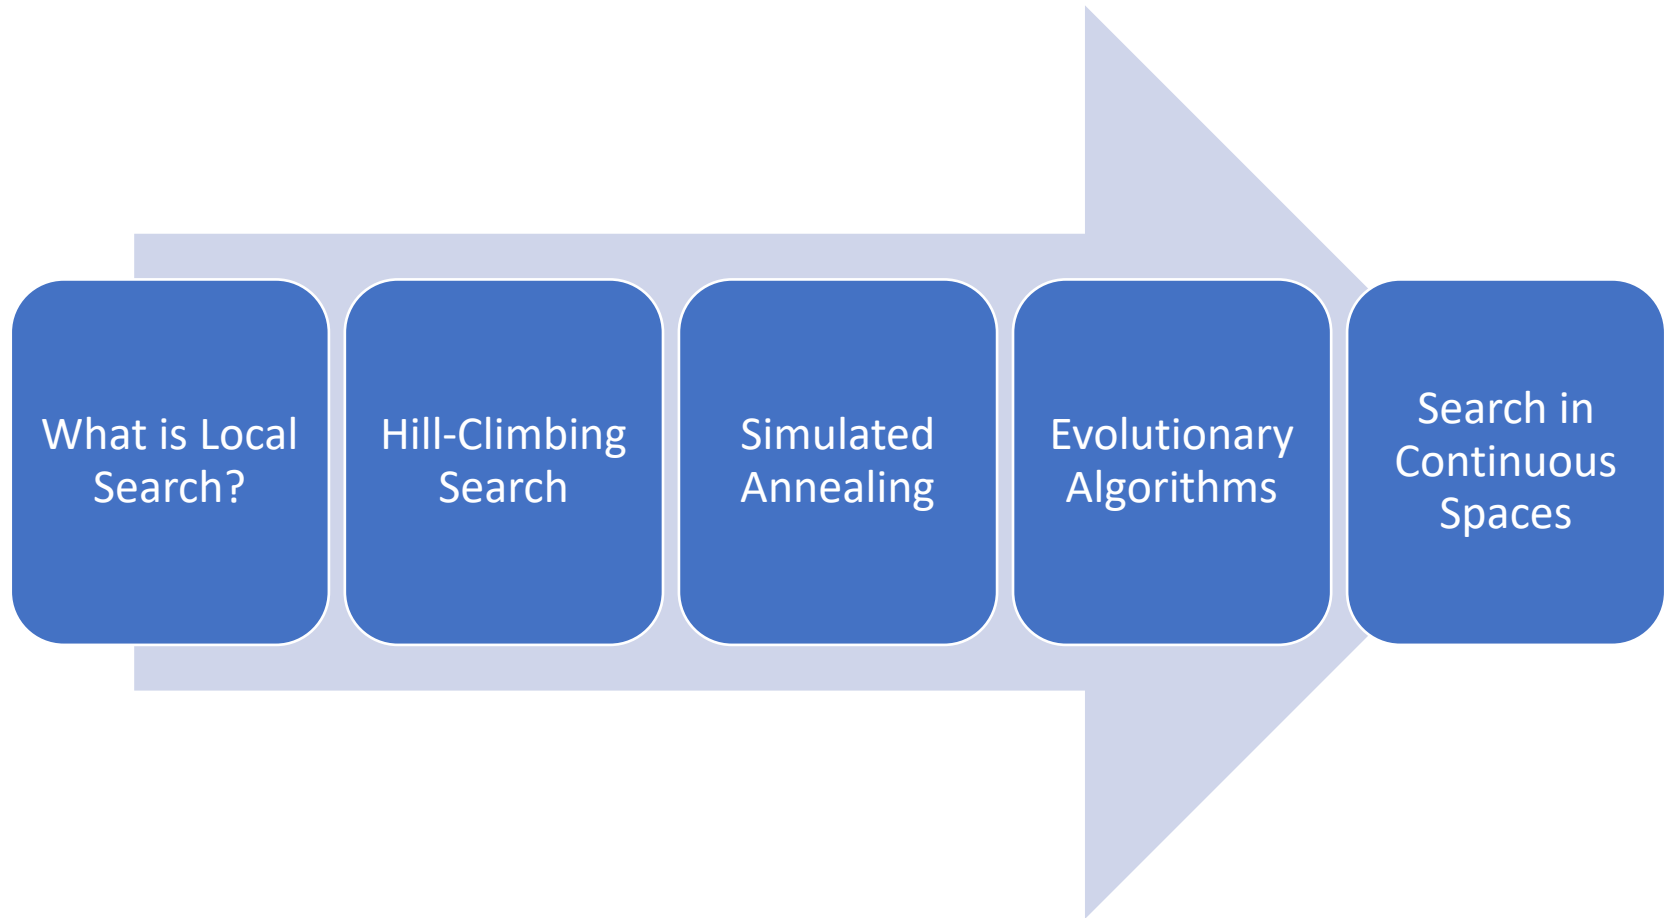 What is Local
Search?
Hill-Climbing
Search
Simulated
Annealing
Evolutionary
Algorithms
Search in
Continuous
Spaces